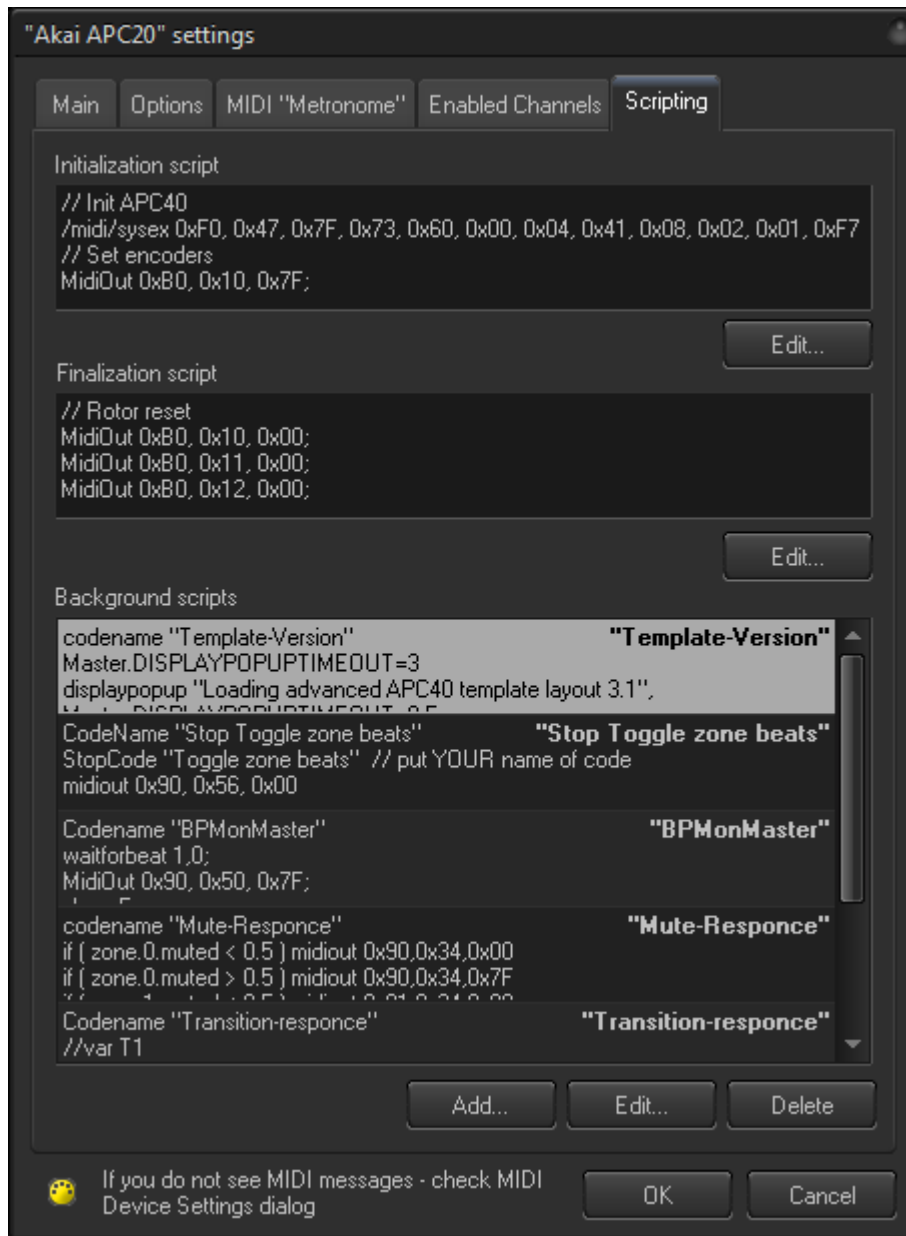 "Akai APC20" settings
Main Options MIDI "Metronome" Enabled Channels Scripting
Initialization script
// Init APC40
/midi/sysex 0xF0, 0x47, 0x7F, 0x73, 0x60, 0x00, 0x04, 0x41, 0x08, 0x02, 0x01, 0xF7
// Set encoders
MidiOut 0xB0, 0x10, 0x7F;
Edit...
Finalization script
// Rotor reset
MidiOut 0xB0, 0x10, 0x00;
MidiOut 0xB0, 0x11, 0x00;
MidiOut 0xB0, 0x12, 0x00;
Edit...
Background scripts
codename "Template-Version" "Template-Version"
Master.DISPLAYPOPUPTIMEOUT=3
displaypopup "Loading advanced APC40 template layout 3.1",
CodeName "Stop Toggle zone beats" "Stop Toggle zone beats"
StopCode "Toggle zone beats" // put YOUR name of code
midiout 0x90, 0x56, 0x00
Codename "BPMonMaster" "BPMonMaster"
waitforbeat 1,0;
MidiOut 0x90, 0x50, 0x7F;
codename "Mute-Responce" "Mute-Responce"
if ( zone.0.muted < 0.5 ) midiout 0x90,0x34,0x00
if ( zone.0.muted > 0.5 ) midiout 0x90,0x34,0x7F
Codename "Transition-responce" "Transition-responce"
//var T1
Add... Edit... Delete
If you do not see MIDI messages - check MIDI
Device Settings dialog
OK Cancel